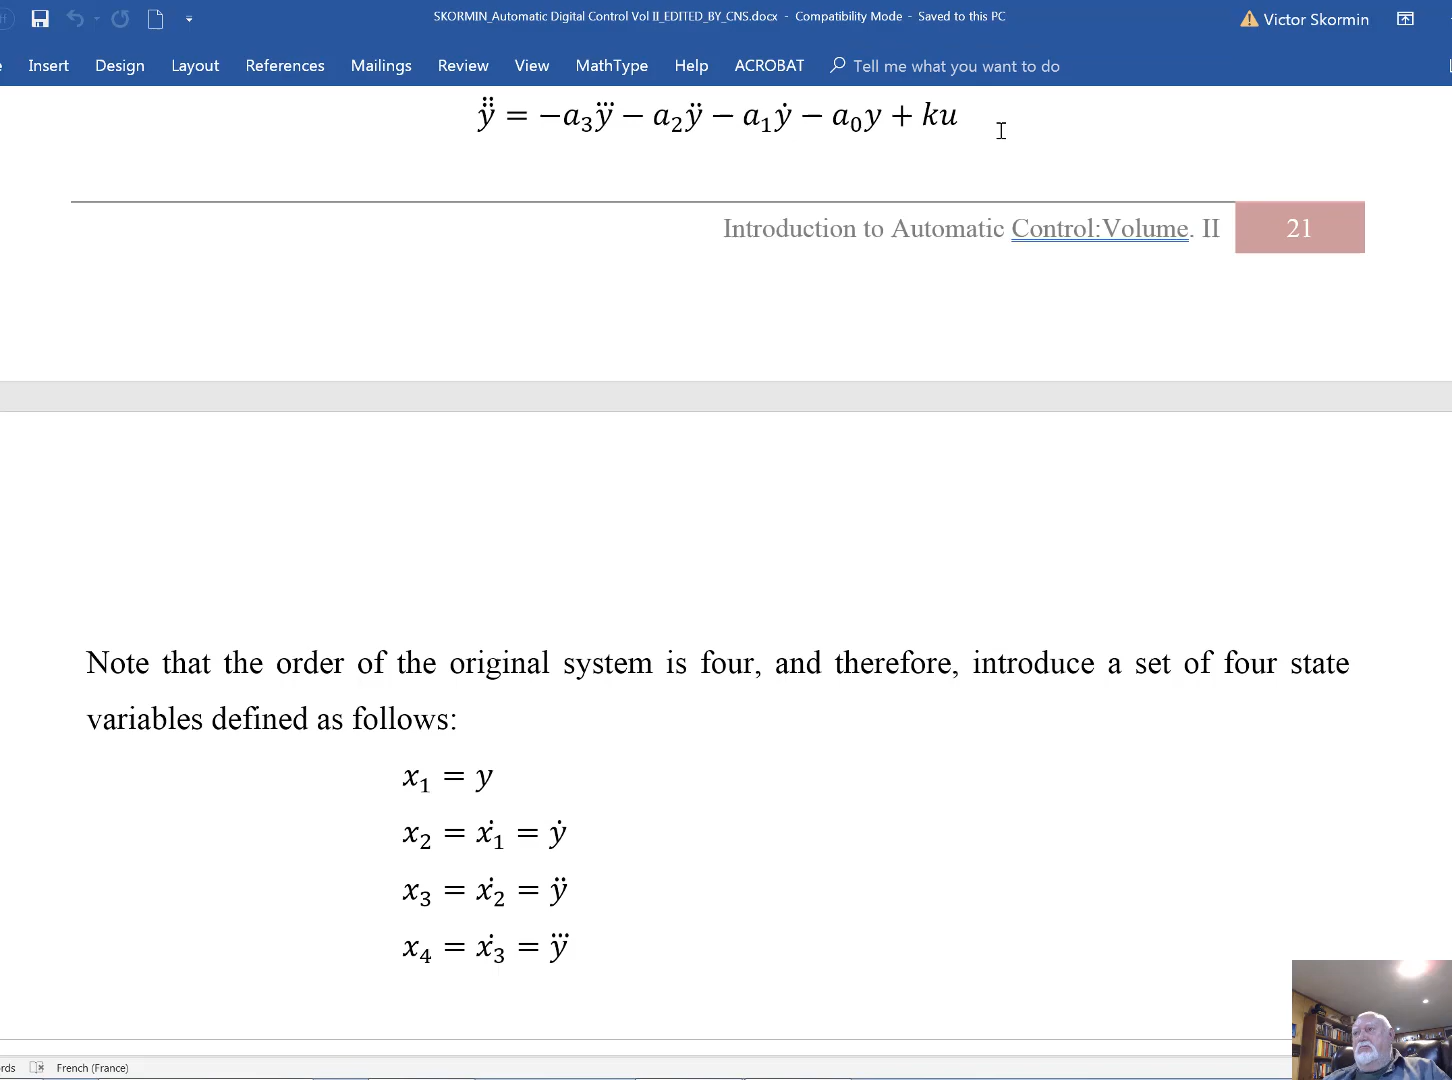 SKORMIN_Automatic Digital Control Vol II_EDITED_BY_CNS.docx - Compatibility Mode - Saved to this PC
Victor Skormin
Insert Design Layout References Mailings Review View MathType Help ACROBAT Tell me what you want to do
y⃜ = −a₃y⃛ − a₂ÿ − a₁ẏ − a₀y + ku
Introduction to Automatic Control:Volume. II 21
Note that the order of the original system is four, and therefore, introduce a set of four state
variables defined as follows:
x₁ = y
x₂ = ẋ₁ = ẏ
x₃ = ẋ₂ = ÿ
x₄ = ẋ₃ = y⃛
French (France)